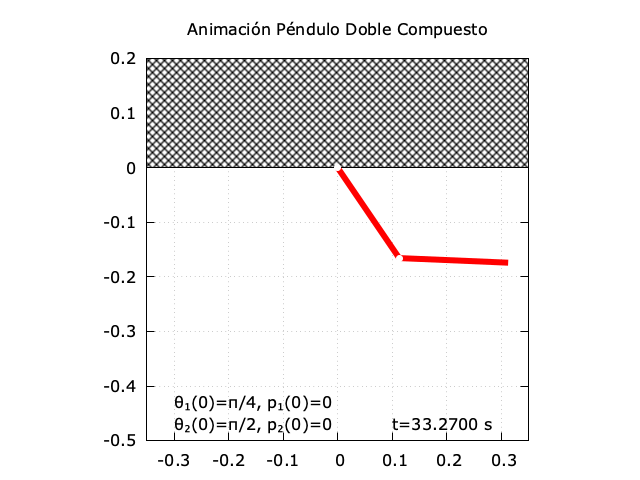 Animación Péndulo Doble Compuesto
0.2
0.1
0
-0.1
-0.2
-0.3
-0.4
-0.5
θ₁(0)=π/4, p₁(0)=0
θ₂(0)=π/2, p₂(0)=0
t=33.2700 s
-0.3 -0.2 -0.1 0 0.1 0.2 0.3